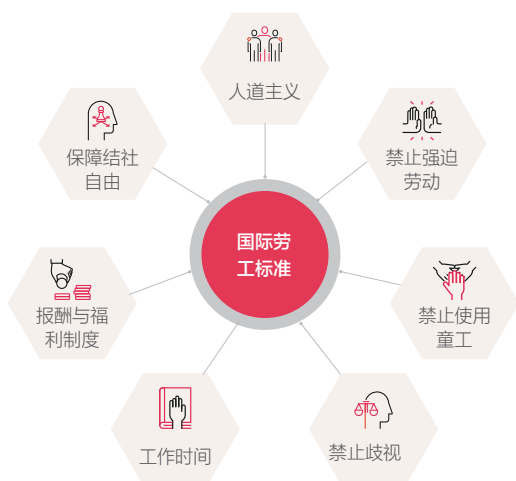 人道主义
保障结社
自由
禁止强迫
劳动
国际劳
工标准
报酬与福
利制度
禁止使用
童工
工作时间
禁止歧视